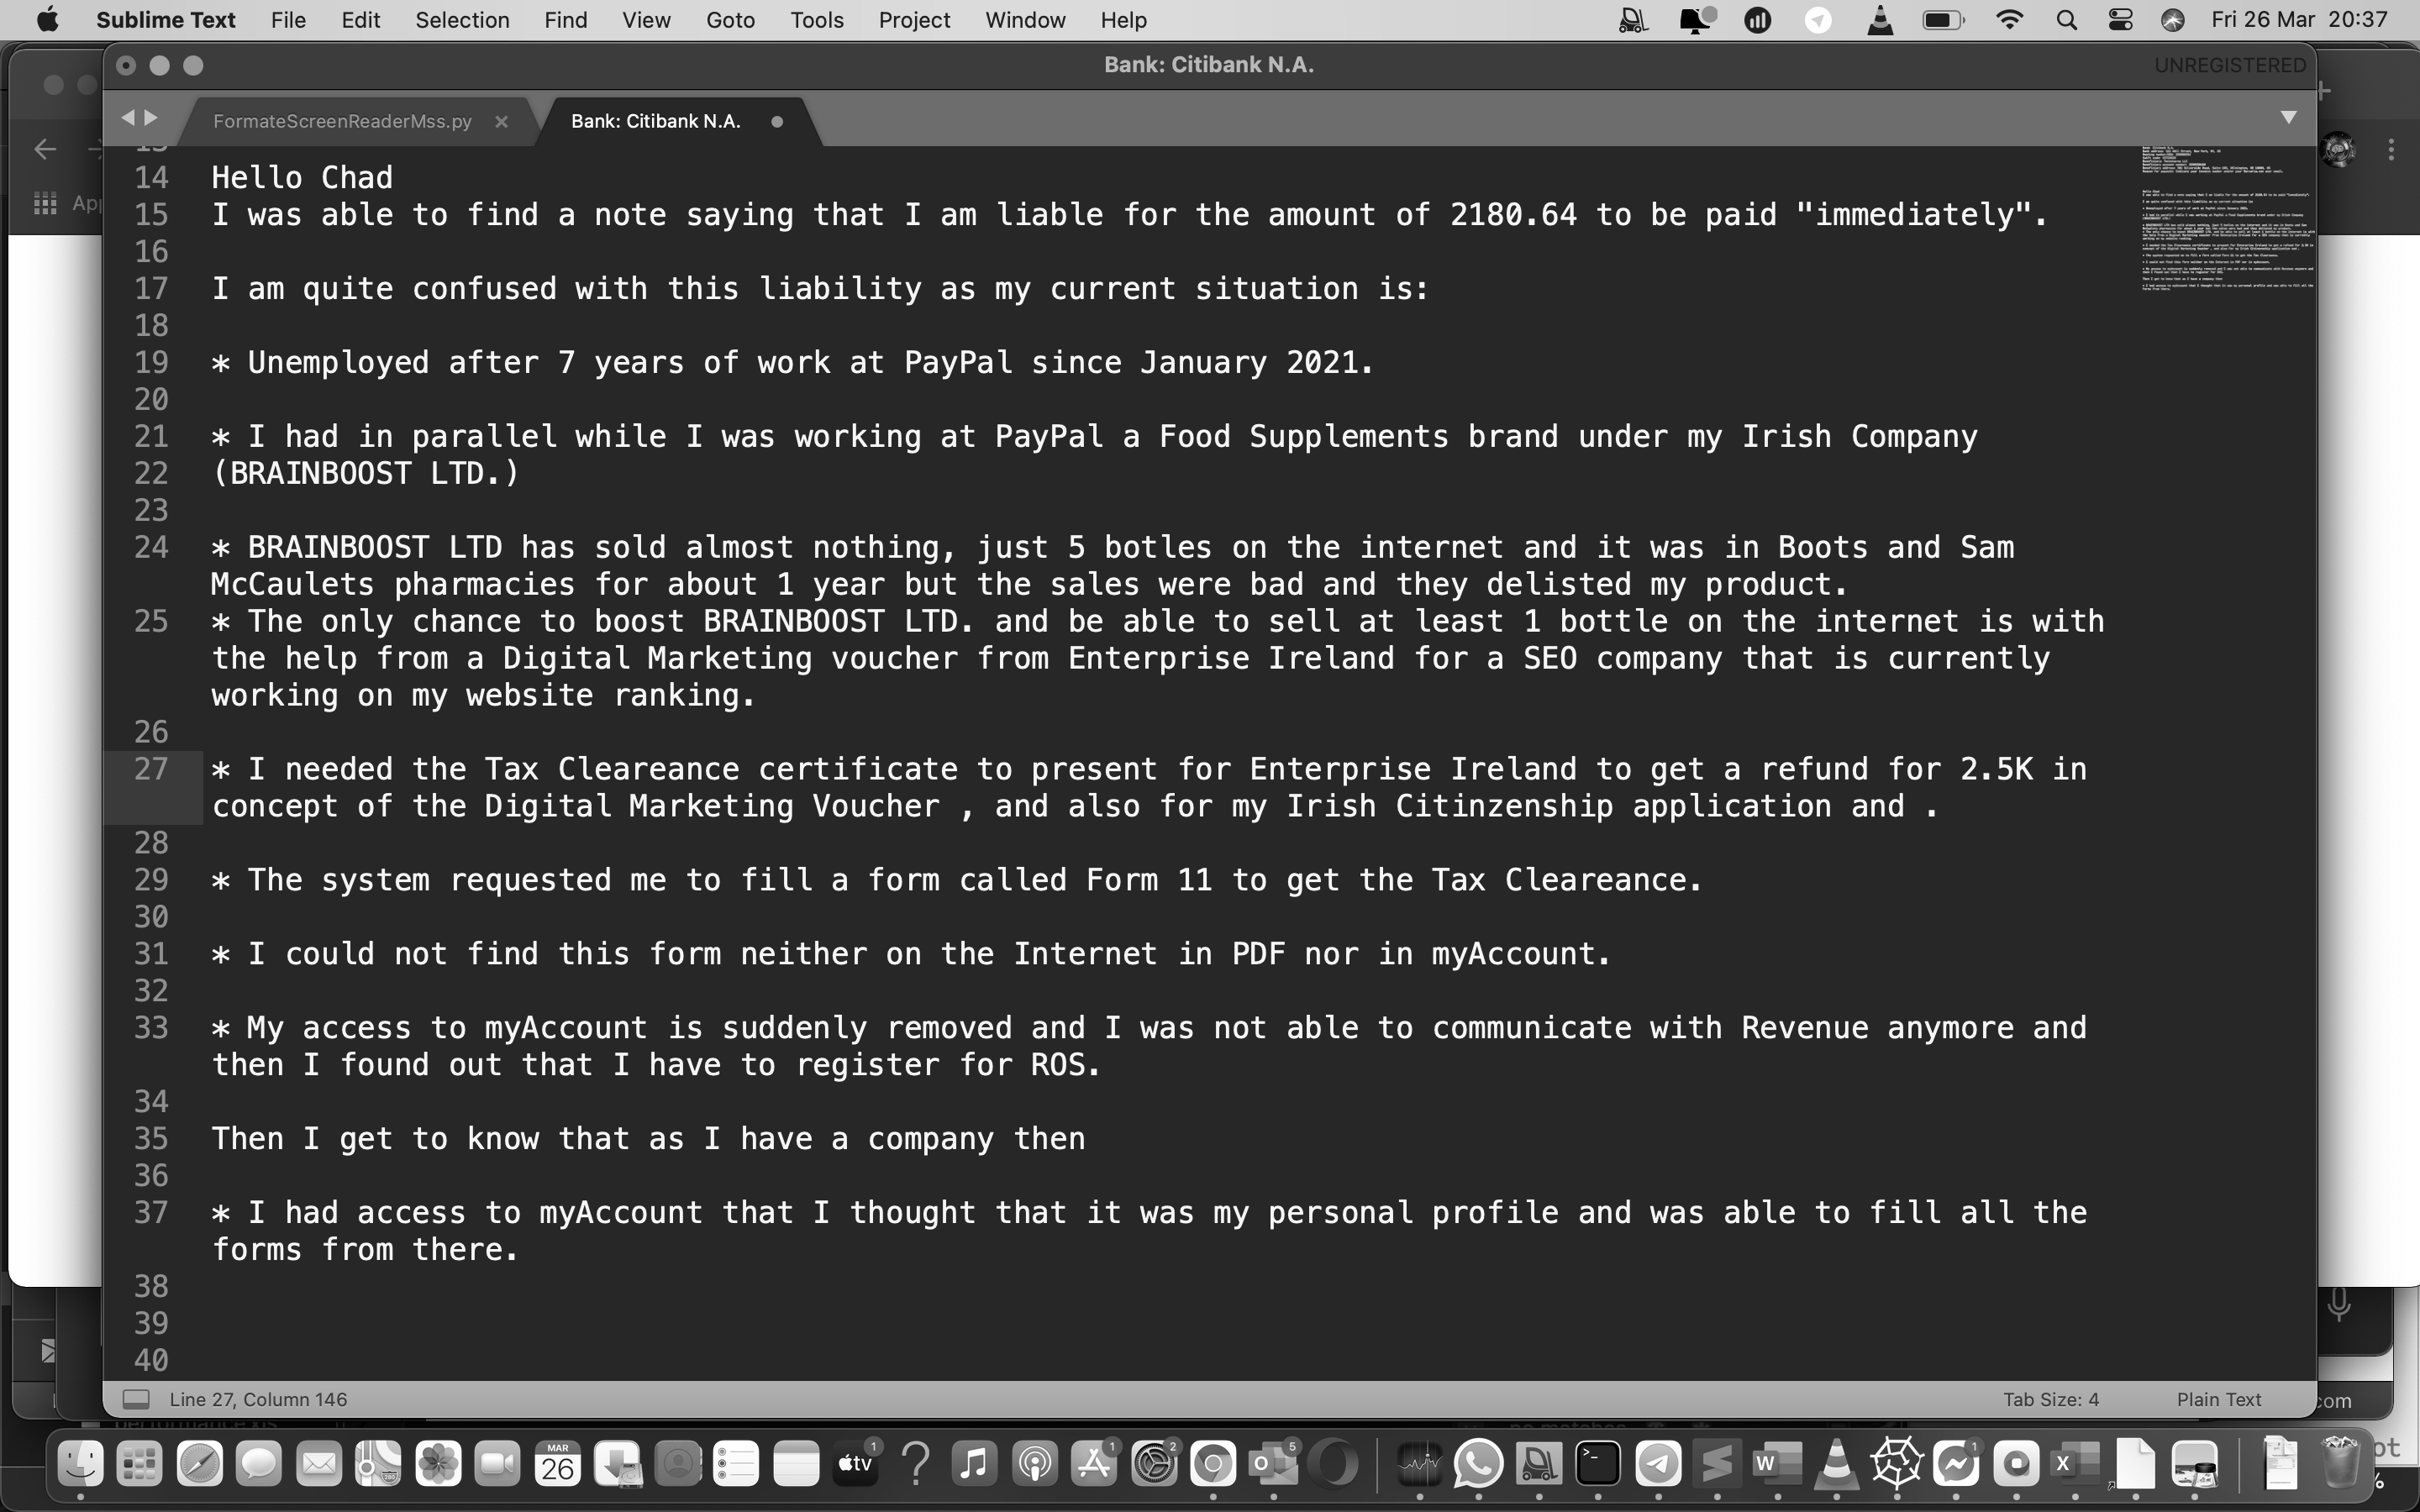 Sublime Text File Edit Selection Find View Goto Tools Project Window Help Fri 26 Mar 20:37
Bank: Citibank N.A. UNREGISTERED
FormateScreenReaderMss.py Bank: Citibank N.A.
14 Hello Chad
15 I was able to find a note saying that I am liable for the amount of 2180.64 to be paid "immediately".
16
17 I am quite confused with this liability as my current situation is:
18
19 * Unemployed after 7 years of work at PayPal since January 2021.
20
21 * I had in parallel while I was working at PayPal a Food Supplements brand under my Irish Company
22 (BRAINBOOST LTD.)
23
24 * BRAINBOOST LTD has sold almost nothing, just 5 botles on the internet and it was in Boots and Sam
McCaulets pharmacies for about 1 year but the sales were bad and they delisted my product.
25 * The only chance to boost BRAINBOOST LTD. and be able to sell at least 1 bottle on the internet is with
the help from a Digital Marketing voucher from Enterprise Ireland for a SEO company that is currently
working on my website ranking.
26
27 * I needed the Tax Cleareance certificate to present for Enterprise Ireland to get a refund for 2.5K in
concept of the Digital Marketing Voucher , and also for my Irish Citinzenship application and .
28
29 * The system requested me to fill a form called Form 11 to get the Tax Cleareance.
30
31 * I could not find this form neither on the Internet in PDF nor in myAccount.
32
33 * My access to myAccount is suddenly removed and I was not able to communicate with Revenue anymore and
then I found out that I have to register for ROS.
34
35 Then I get to know that as I have a company then
36
37 * I had access to myAccount that I thought that it was my personal profile and was able to fill all the
forms from there.
38
39
40
Line 27, Column 146 Tab Size: 4 Plain Text
MAR
26
tv